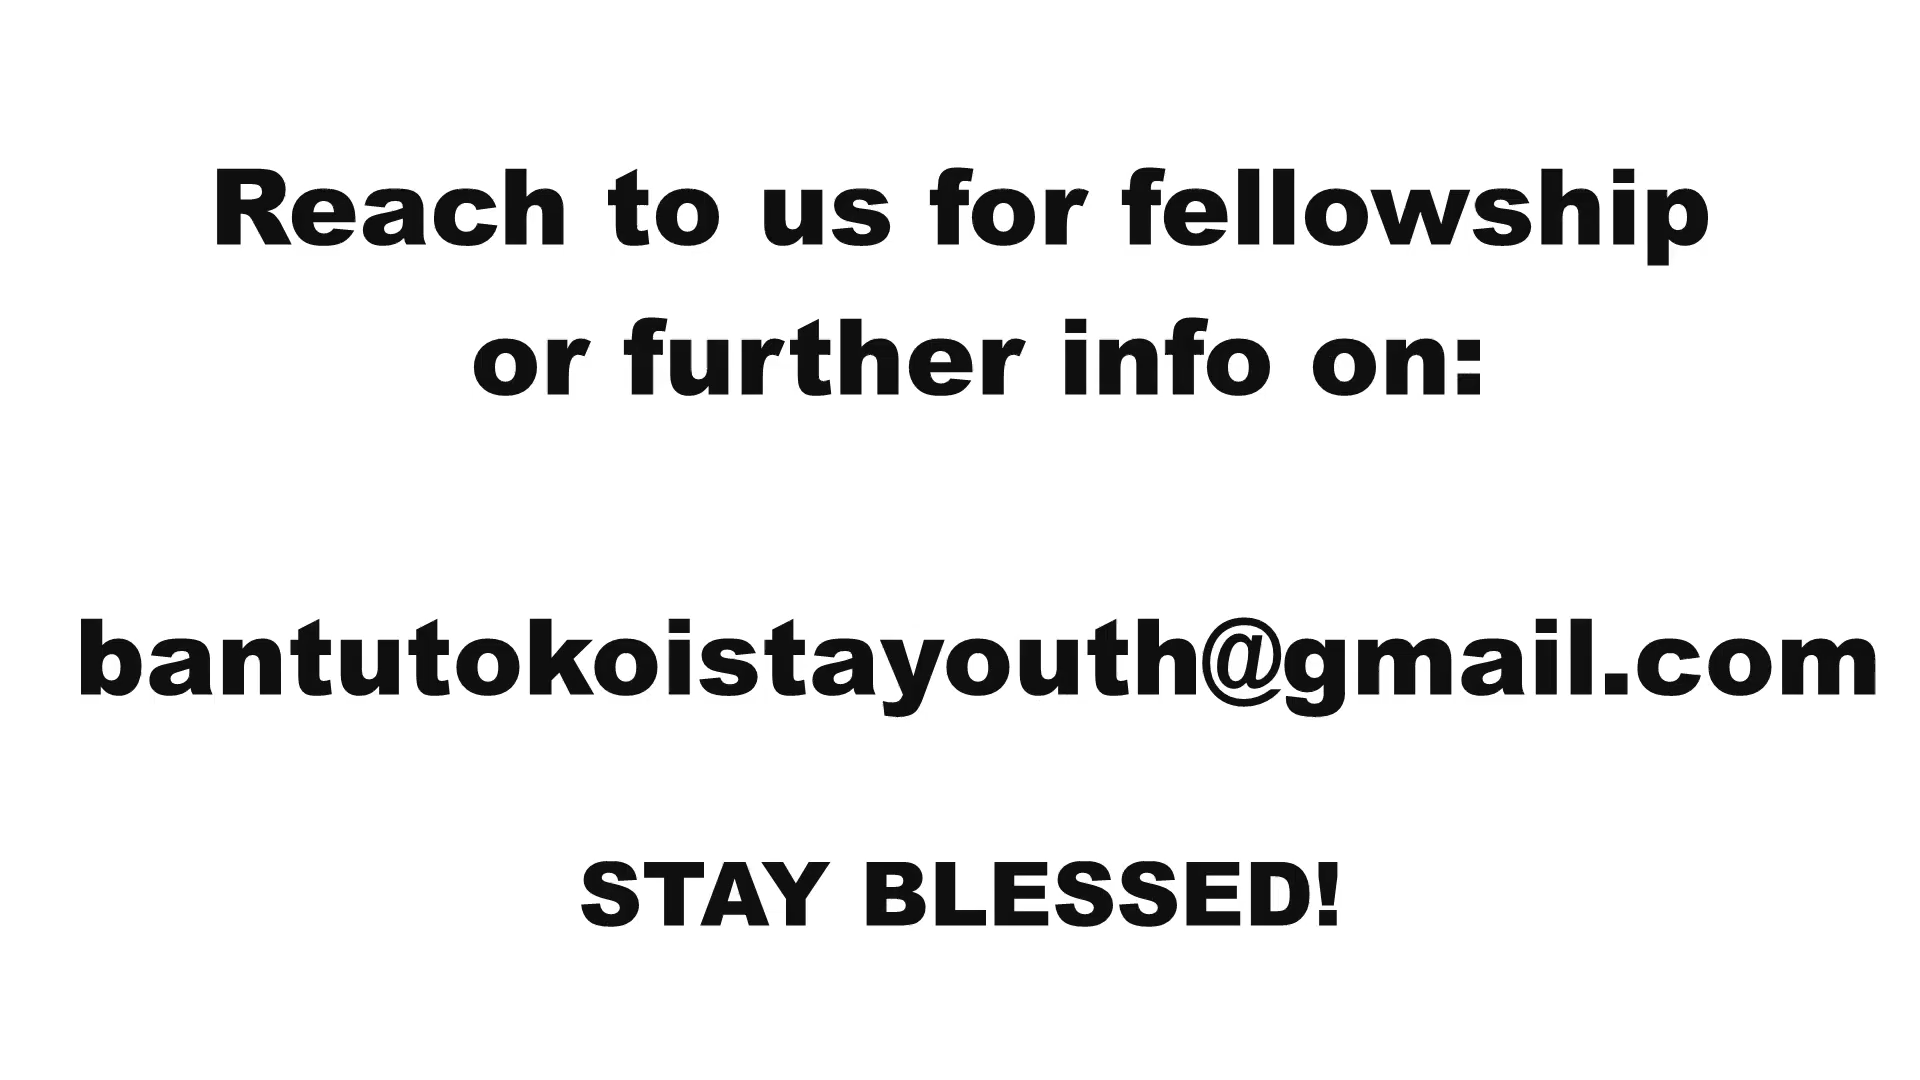 Reach to us for fellowship
or further info on:
bantutokoistayouth@gmail.com
STAY BLESSED!